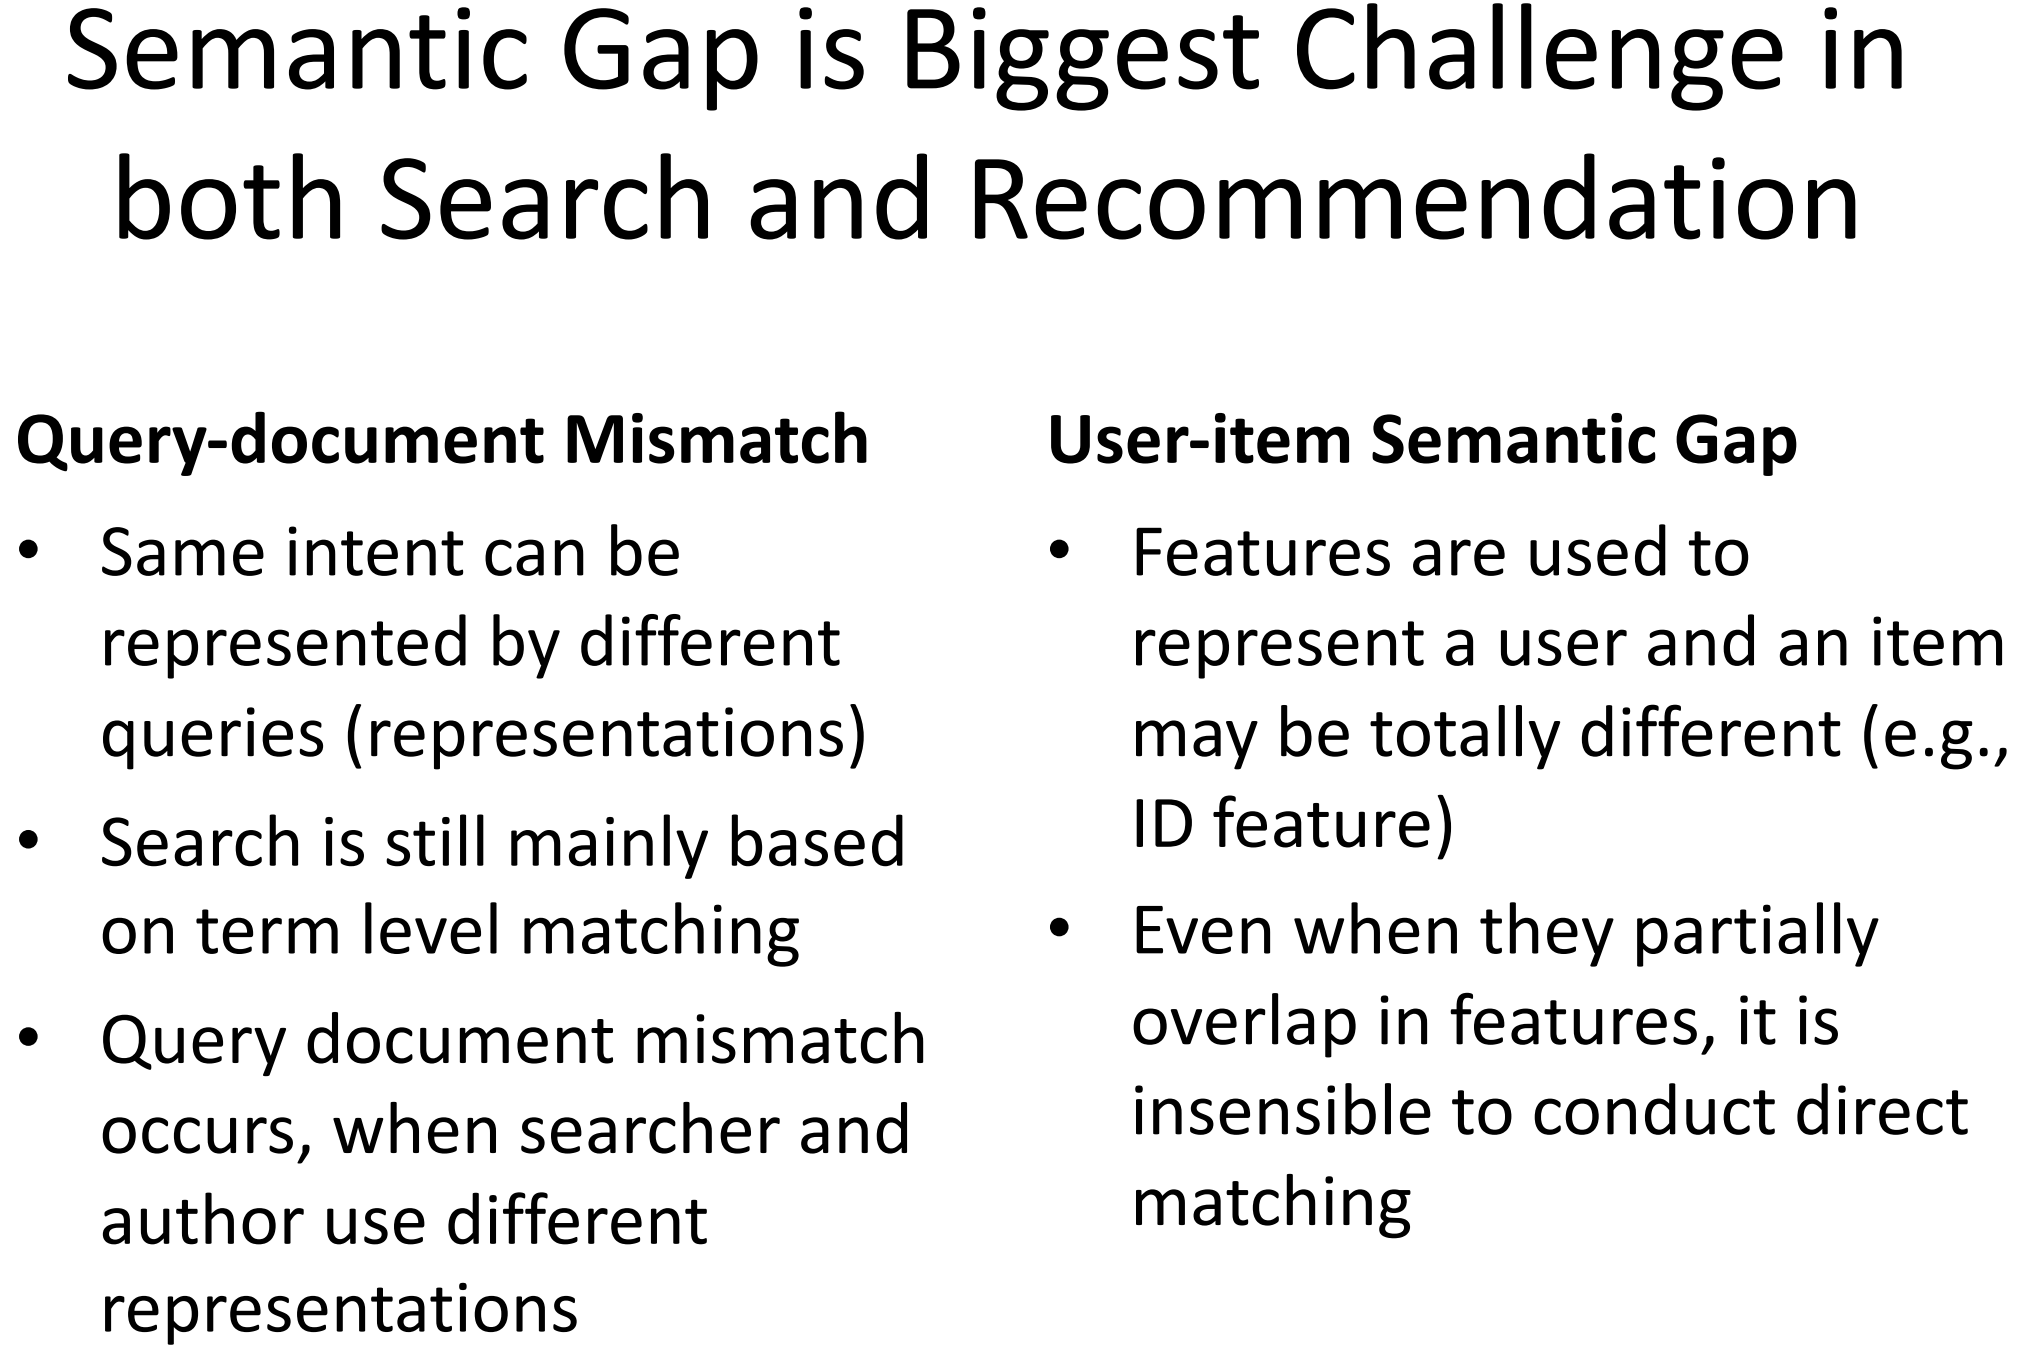 Semantic Gap is Biggest Challenge in
both Search and Recommendation
Query-document Mismatch
• Same intent can be
represented by different
queries (representations)
• Search is still mainly based
on term level matching
• Query document mismatch
occurs, when searcher and
author use different
representations
User-item Semantic Gap
• Features are used to
represent a user and an item
may be totally different (e.g.,
ID feature)
• Even when they partially
overlap in features, it is
insensible to conduct direct
matching